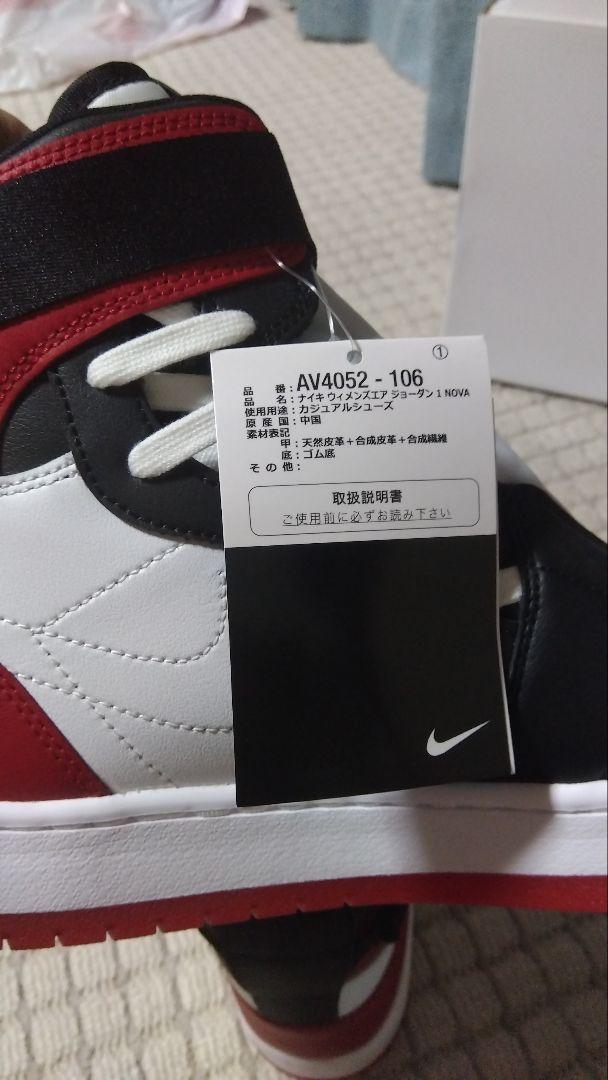 ①
品　番：AV4052 - 106
品　名：ナイキ ウィメンズエア ジョーダン 1 NOVA
使用用途：カジュアルシューズ
原 産 国：中国
素材表記
甲：天然皮革＋合成皮革＋合成繊維
底：ゴム底
そ の 他：
取扱説明書
ご使用前に必ずお読み下さい